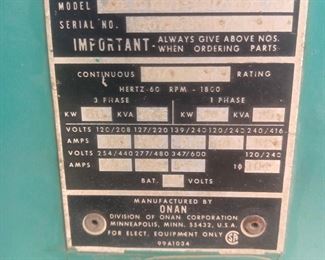 MODEL
SERIAL NO.
IMPORTANT - ALWAYS GIVE ABOVE NOS.
WHEN ORDERING PARTS
CONTINUOUS RATING
HERTZ-60 RPM-1800
3 PHASE 1 PHASE
KW KVA KW KVA
VOLTS 120/208 127/220 139/240 120/240 240/416
AMPS
VOLTS 254/440 277/480 347/600 120/240
AMPS 10
BAT. VOLTS
MANUFACTURED BY
ONAN
DIVISION OF ONAN CORPORATION
MINNEAPOLIS, MINN. 55432, U.S.A.
FOR ELECT. EQUIPMENT ONLY
99A1034